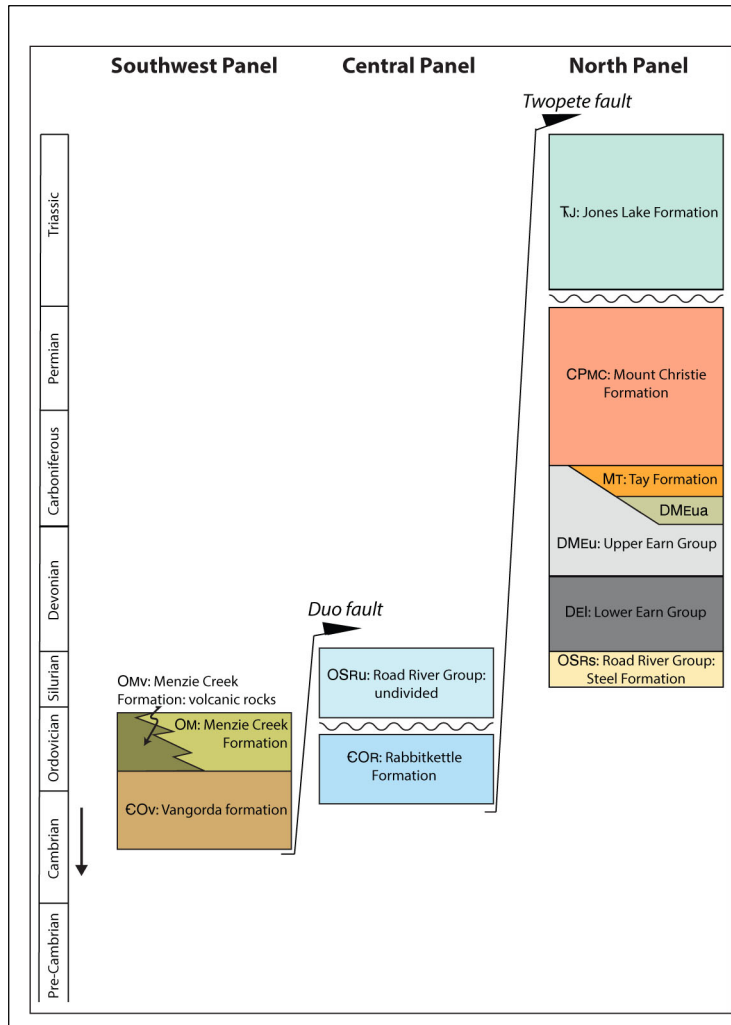 Southwest Panel
Central Panel
North Panel
Twopete fault
Duo fault
Triassic
Permian
Carboniferous
Devonian
Silurian
Ordovician
Cambrian
Pre-Cambrian
OMv: Menzie Creek
Formation: volcanic rocks
OM: Menzie Creek
Formation
ЄOv: Vangorda formation
OSRu: Road River Group:
undivided
ЄOR: Rabbitkettle
Formation
TJ: Jones Lake Formation
CPMC: Mount Christie
Formation
MT: Tay Formation
DMEua
DMEu: Upper Earn Group
DEl: Lower Earn Group
OSRs: Road River Group:
Steel Formation